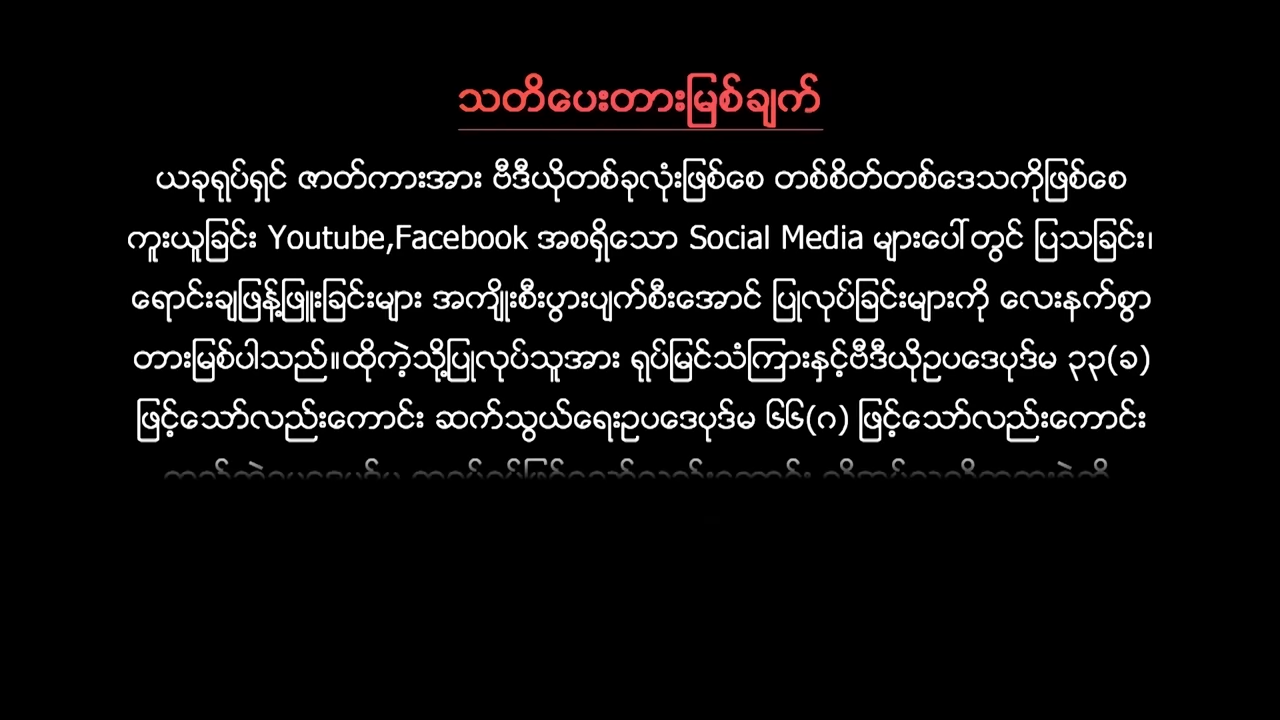 သတိပေးတားမြစ်ချက်
ယခုရုပ်ရှင် ဇာတ်ကားအား ဗီဒီယိုတစ်ခုလုံးဖြစ်စေ တစ်စိတ်တစ်ဒေသကိုဖြစ်စေ
ကူးယူခြင်း Youtube,Facebook အစရှိသော Social Media များပေါ်တွင် ပြသခြင်း၊
ရောင်းချဖြန့်ဖြူးခြင်းများ အကျိုးစီးပွားပျက်စီးအောင် ပြုလုပ်ခြင်းများကို လေးနက်စွာ
တားမြစ်ပါသည်။ထိုကဲ့သို့ပြုလုပ်သူအား ရုပ်မြင်သံကြားနှင့်ဗီဒီယိုဥပဒေပုဒ်မ ၃၃(ခ)
ဖြင့်သော်လည်းကောင်း ဆက်သွယ်ရေးဥပဒေပုဒ်မ ၆၆(ဂ) ဖြင့်သော်လည်းကောင်း